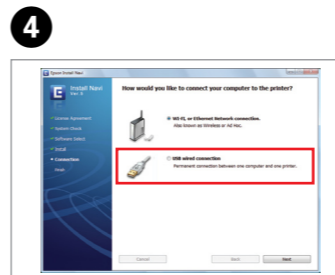 4
Epson Install Navi
Install Navi
How would you like to connect your computer to the printer?
Wi-Fi, or Ethernet Network connection.
Also known as Wireless or Ad Hoc.
License Agreement
System Check
Software Select
Install
Connection
USB wired connection
Permanent connection between one computer and one printer.
Cancel
Back
Next